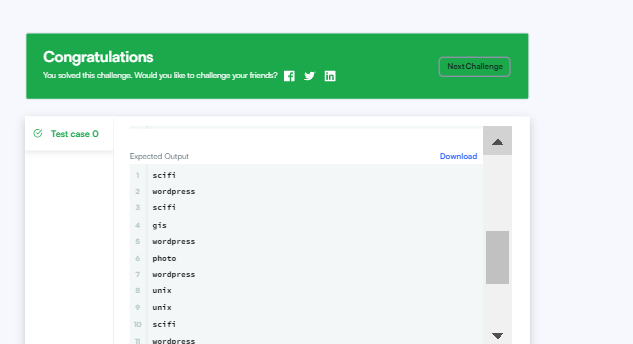 Congratulations
You solved this challenge. Would you like to challenge your friends?
Next Challenge
Test case 0
Expected Output
Download
1 scifi
2 wordpress
3 scifi
4 gis
5 wordpress
6 photo
7 wordpress
8 unix
9 unix
10 scifi
11 wordpress